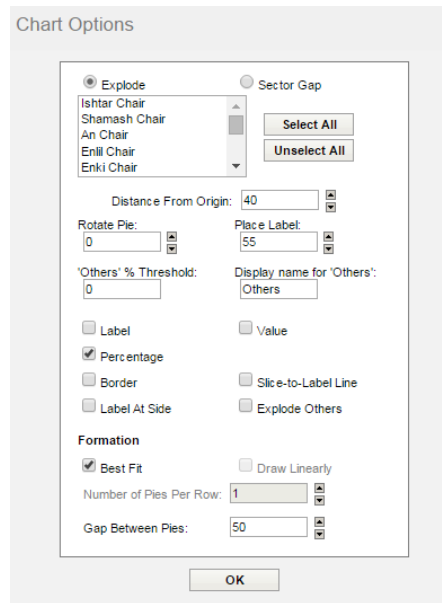 Chart Options
Explode
Sector Gap
Ishtar Chair
Shamash Chair
An Chair
Enlil Chair
Enki Chair
Select All
Unselect All
Distance From Origin: 40
Rotate Pie:
Place Label:
0
55
'Others' % Threshold:
Display name for 'Others':
0
Others
Label
Value
Percentage
Border
Slice-to-Label Line
Label At Side
Explode Others
Formation
Best Fit
Draw Linearly
Number of Pies Per Row: 1
Gap Between Pies: 50
OK